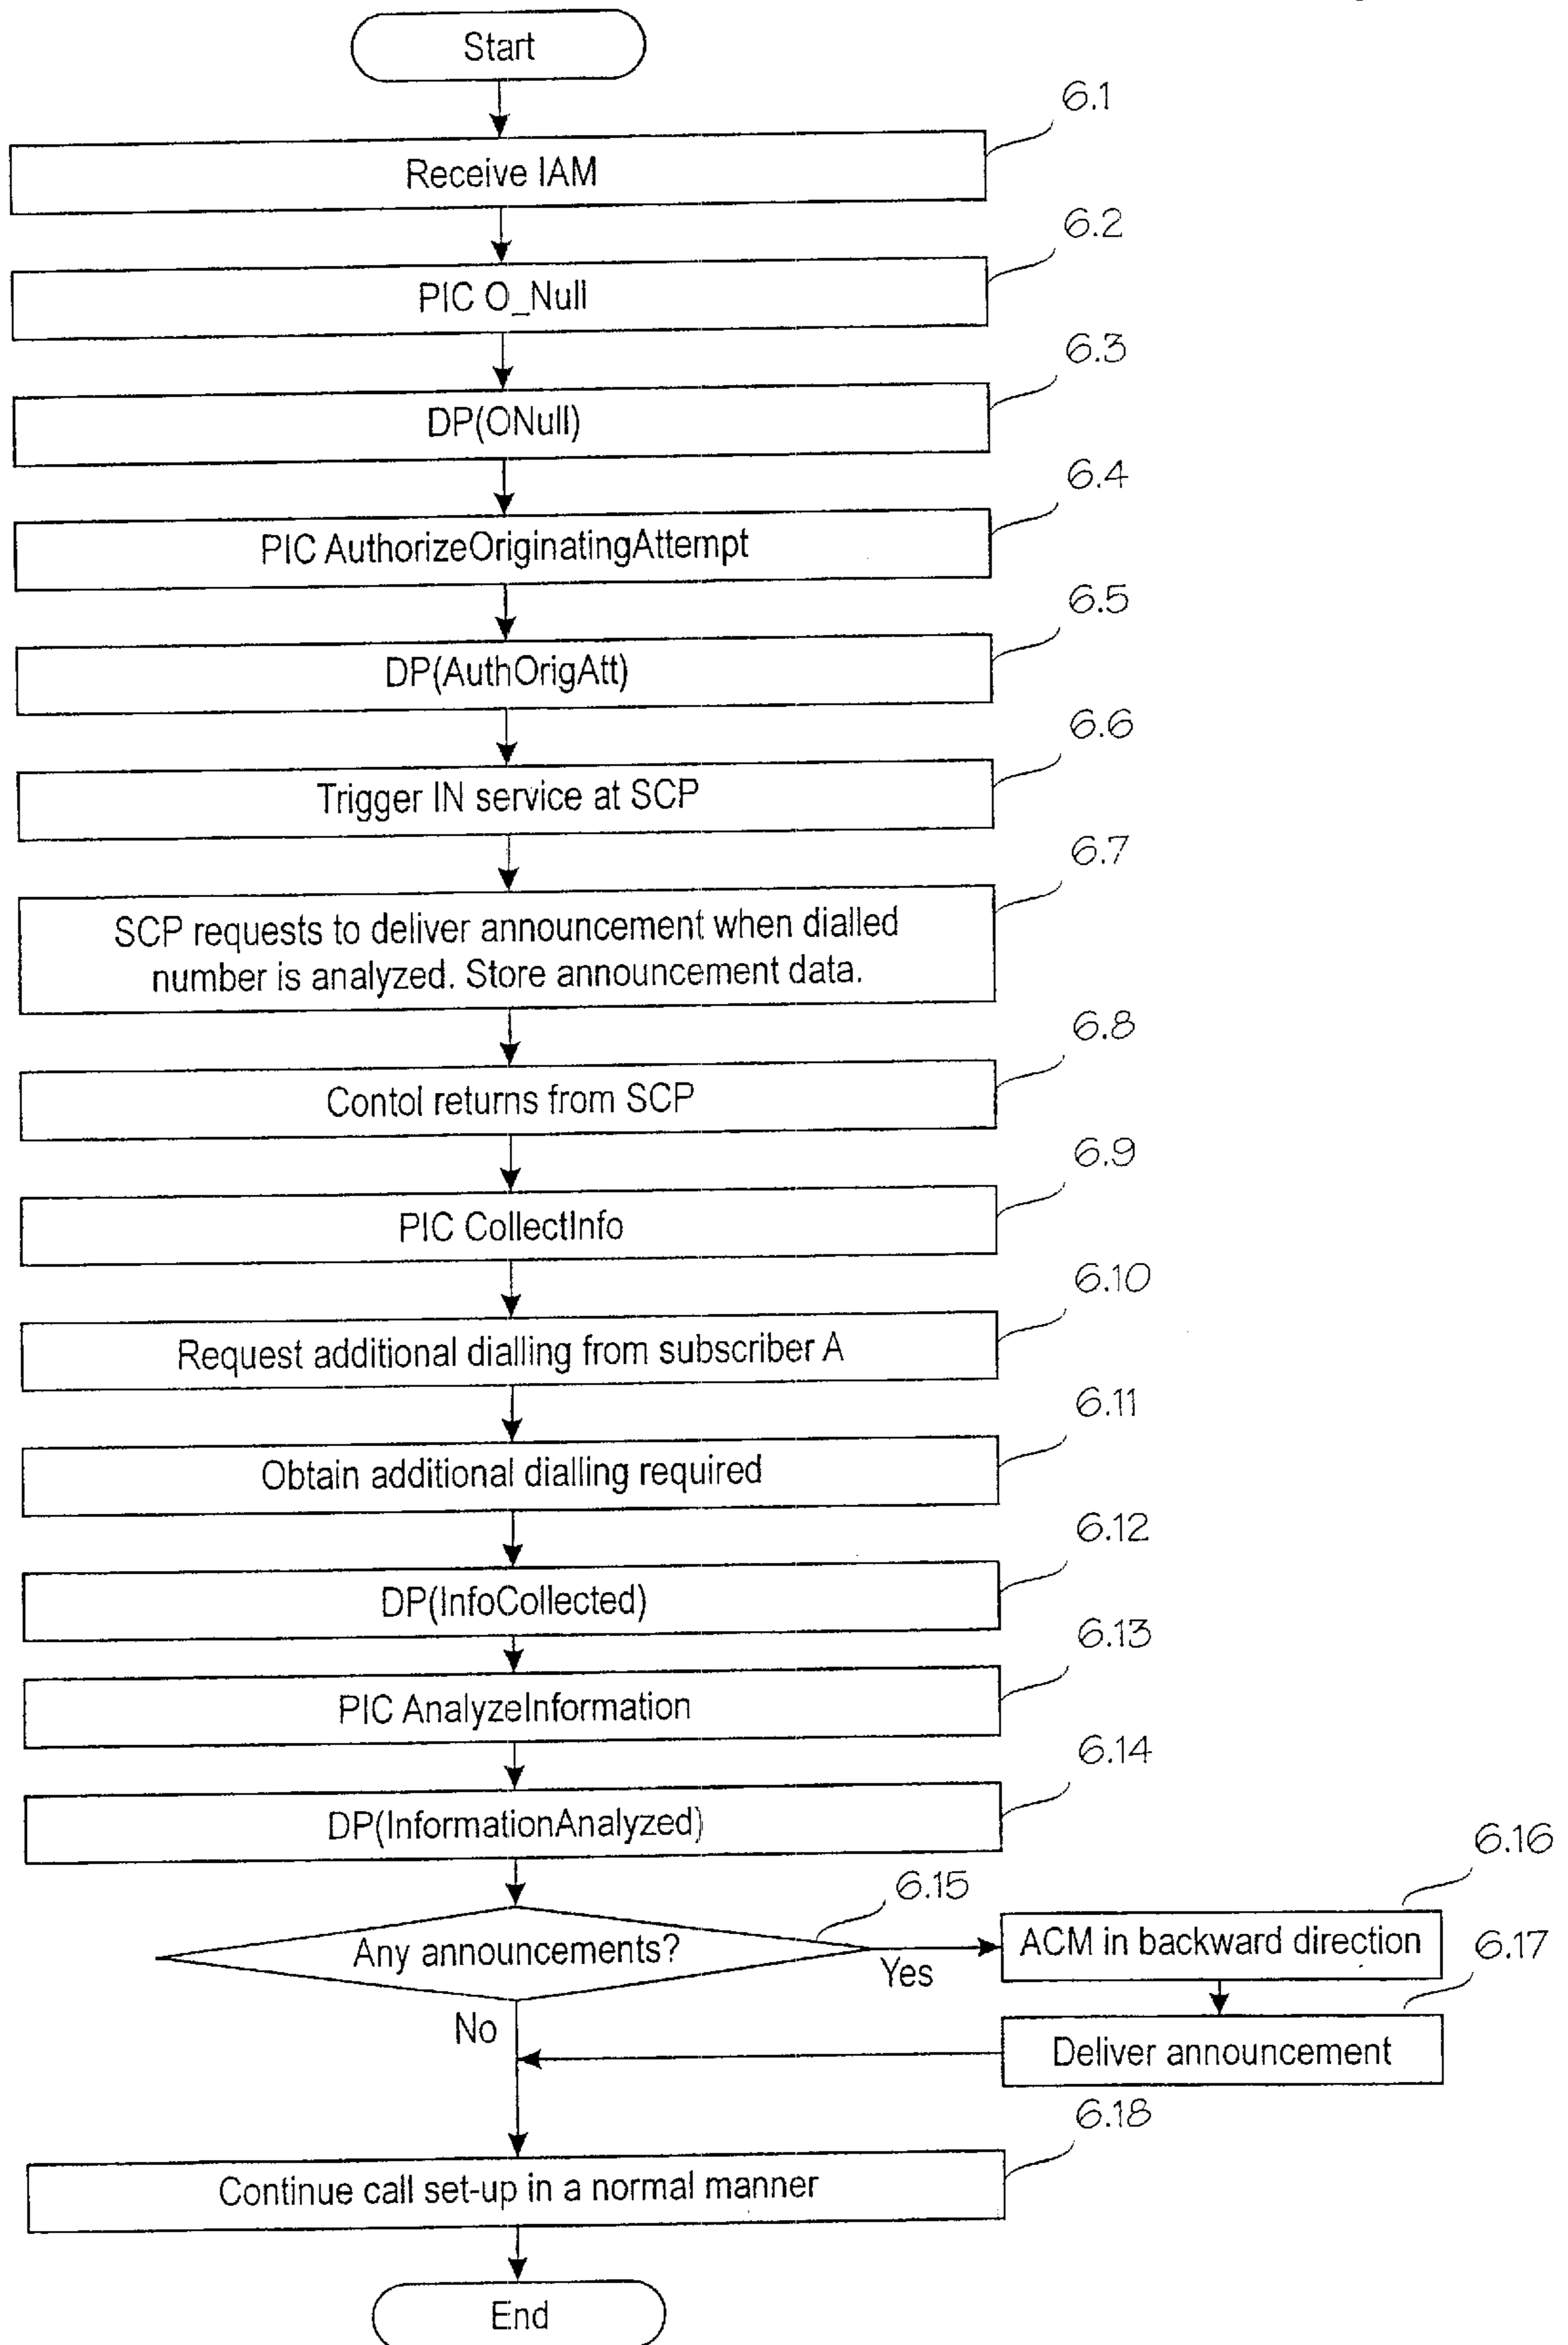 Start
6.1
Receive IAM
6.2
PIC O_Null
6.3
DP(ONull)
6.4
PIC AuthorizeOriginatingAttempt
6.5
DP(AuthOrigAtt)
6.6
Trigger IN service at SCP
6.7
SCP requests to deliver announcement when dialled
number is analyzed. Store announcement data.
6.8
Contol returns from SCP
6.9
PIC CollectInfo
6.10
Request additional dialling from subscriber A
6.11
Obtain additional dialling required
6.12
DP(InfoCollected)
6.13
PIC AnalyzeInformation
6.14
DP(InformationAnalyzed)
6.15
Any announcements?
Yes
6.16
ACM in backward direction
6.17
No
Deliver announcement
6.18
Continue call set-up in a normal manner
End